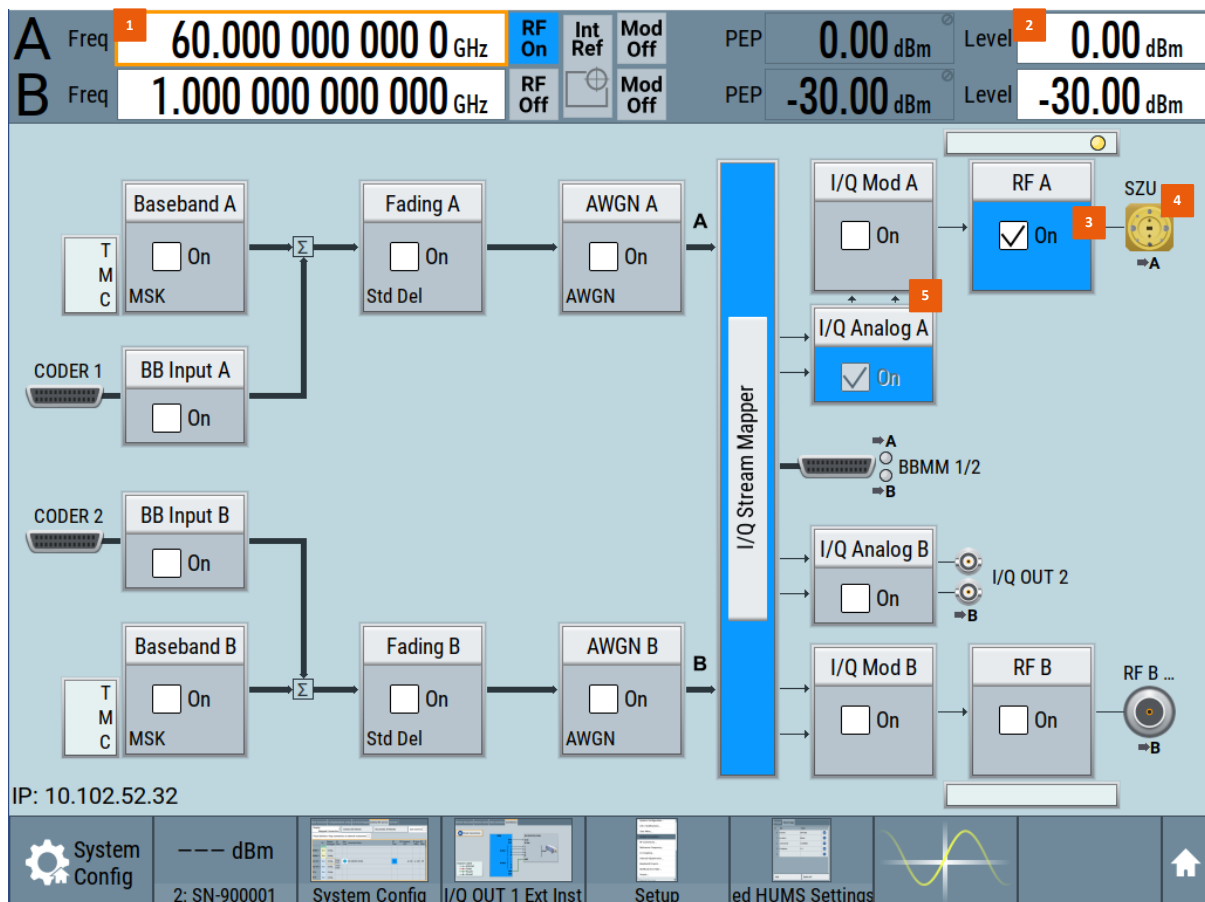 A Freq 1 60.000 000 000 0 GHz RF On Int Ref Mod Off PEP 0.00 dBm Level 2 0.00 dBm
B Freq 1.000 000 000 000 GHz RF Off Mod Off PEP -30.00 dBm Level -30.00 dBm
Baseband A
T
M
C
On
MSK
Σ
Fading A
On
Std Del
AWGN A
On
AWGN
A
I/Q Mod A
On
RF A
On
3
SZU
4
➡A
5
I/Q Analog A
On
CODER 1
BB Input A
On
I/Q Stream Mapper
➡A
BBMM 1/2
➡B
CODER 2
BB Input B
On
I/Q Analog B
On
I/Q OUT 2
➡B
Baseband B
T
M
C
On
MSK
Σ
Fading B
On
Std Del
AWGN B
On
AWGN
B
I/Q Mod B
On
RF B
On
RF B ...
➡B
IP: 10.102.52.32
System
Config
--- dBm
2: SN-900001
System Config
I/Q OUT 1 Ext Inst
Setup
ed HUMS Settings